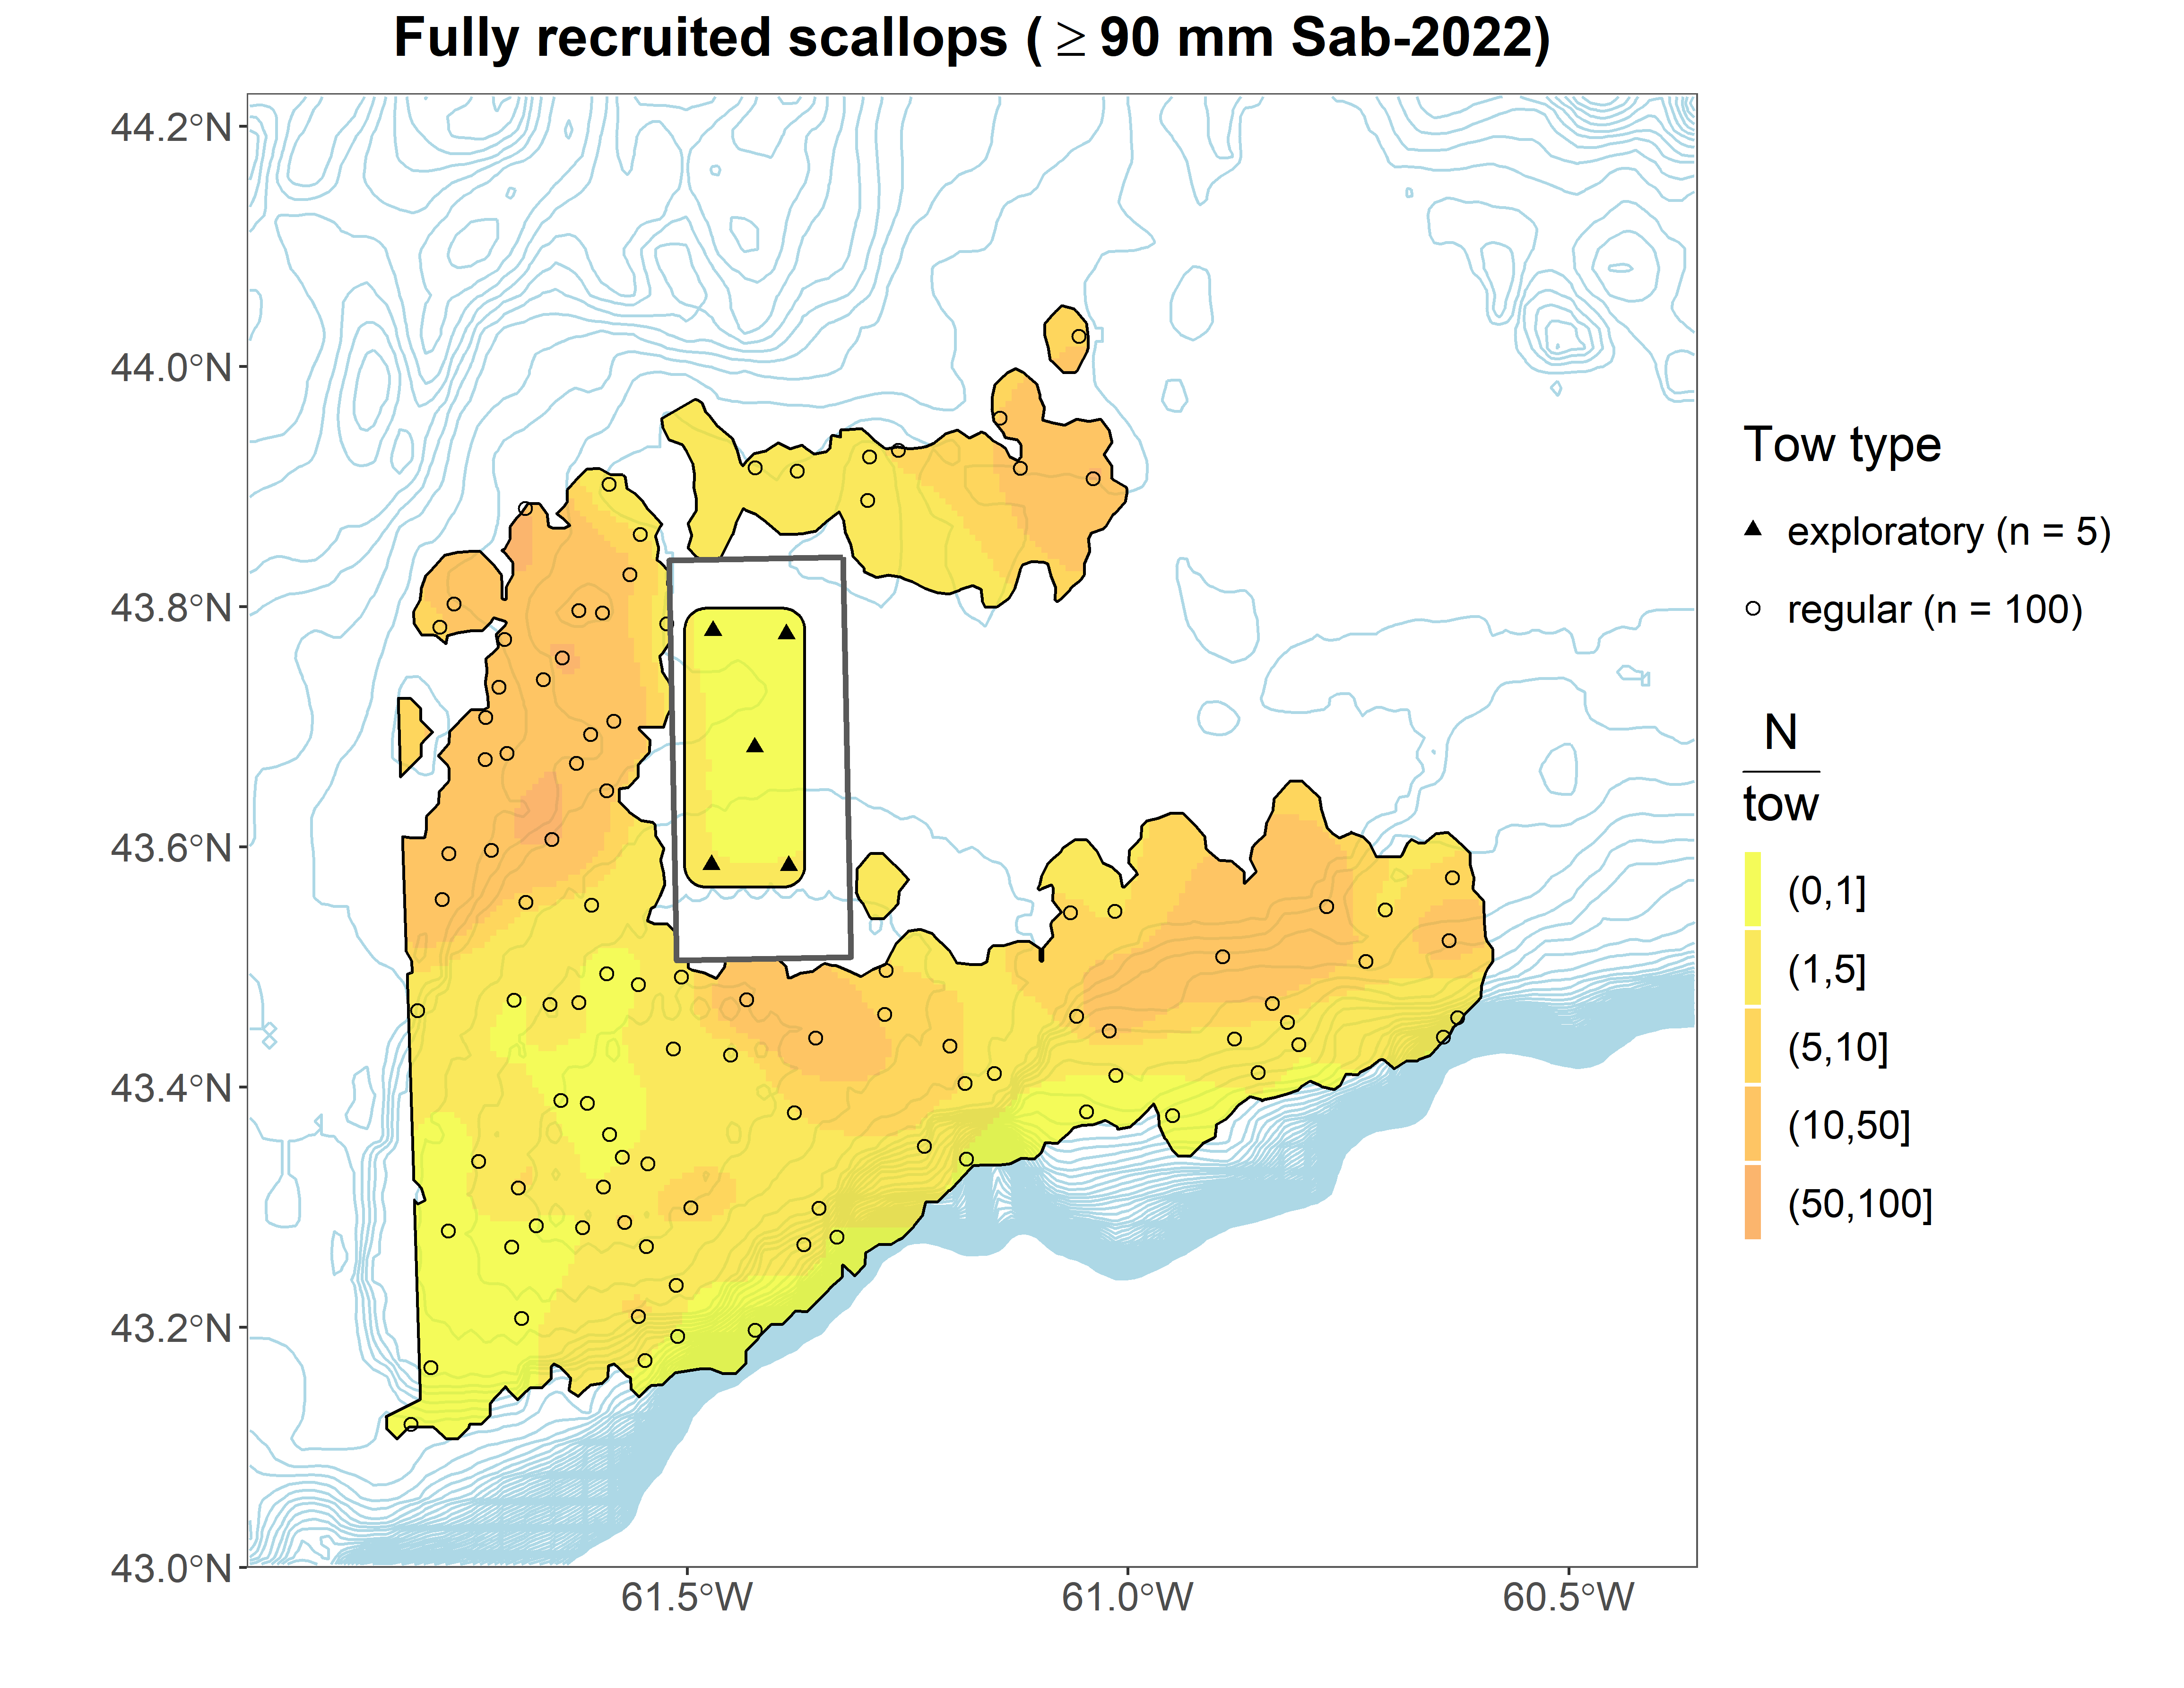 Fully recruited scallops ( ≥ 90 mm Sab-2022)
44.2°N
44.0°N
43.8°N
43.6°N
43.4°N
43.2°N
43.0°N
61.5°W
61.0°W
60.5°W
Tow type
exploratory (n = 5)
regular (n = 100)
N
tow
(0,1]
(1,5]
(5,10]
(10,50]
(50,100]